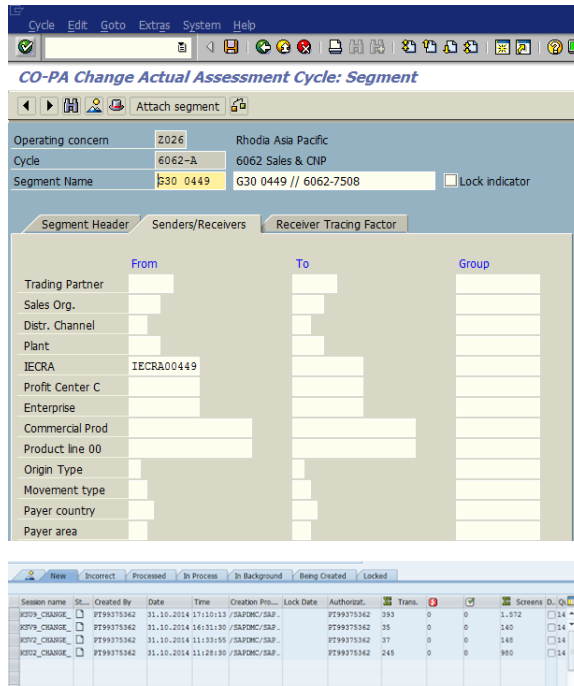 Cycle Edit Goto Extras System Help
CO-PA Change Actual Assessment Cycle: Segment
Attach segment
Operating concern Z026 Rhodia Asia Pacific
Cycle 6062-A 6062 Sales & CNP
Segment Name G30 0449 G30 0449 // 6062-7508 Lock indicator
Segment Header Senders/Receivers Receiver Tracing Factor
From To Group
Trading Partner
Sales Org.
Distr. Channel
Plant
IECRA IECRA00449
Profit Center C
Enterprise
Commercial Prod
Product line 00
Origin Type
Movement type
Payer country
Payer area
New Incorrect Processed In Process In Background Being Created Locked
Session name St... Created By Date Time Creation Pro... Lock Date Authorizat. Trans. Screens D..
KSU9_CHANGE_ PT99375362 31.10.2014 17:10:13 /SAPDMC/SAP.. PT99375362 393 0 0 1.572 14
KSV9_CHANGE_ PT99375362 31.10.2014 16:31:30 /SAPDMC/SAP.. PT99375362 35 0 0 140 14
KSV2_CHANGE_ PT99375362 31.10.2014 11:33:55 /SAPDMC/SAP.. PT99375362 37 0 0 148 14
KSU2_CHANGE_ PT99375362 31.10.2014 11:28:30 /SAPDMC/SAP.. PT99375362 245 0 0 980 14